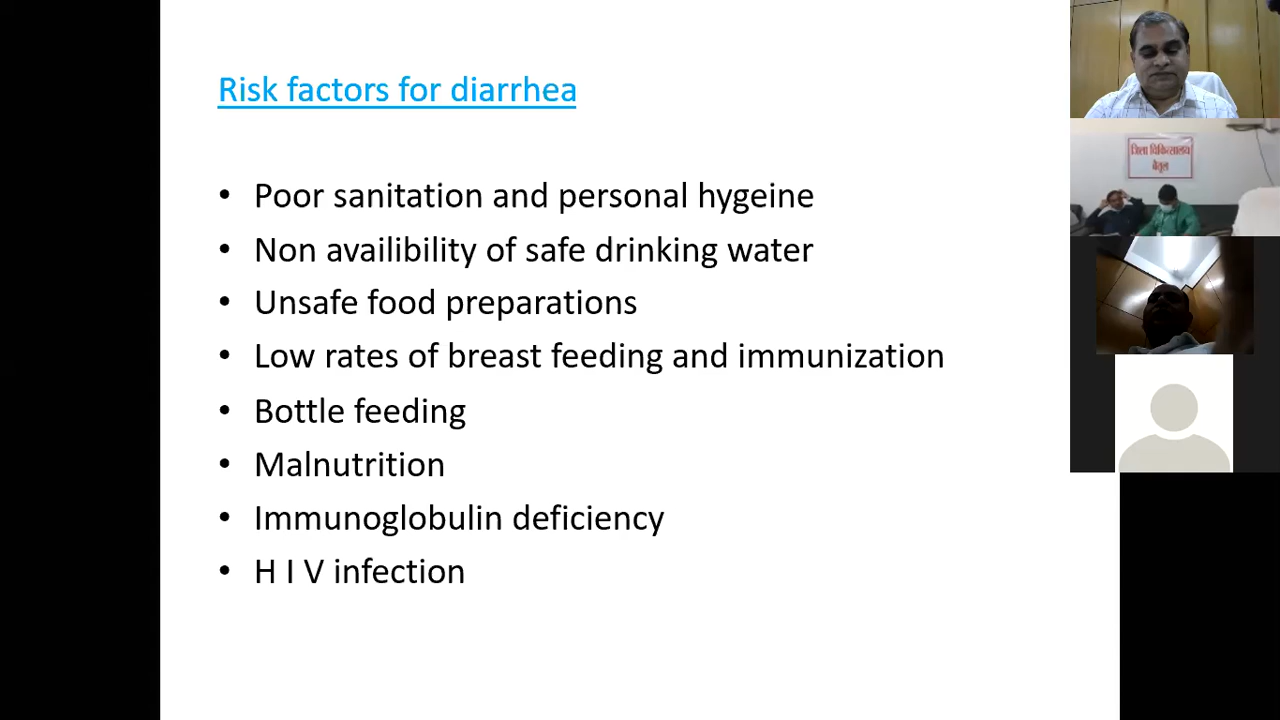 Risk factors for diarrhea
• Poor sanitation and personal hygeine
• Non availibility of safe drinking water
• Unsafe food preparations
• Low rates of breast feeding and immunization
• Bottle feeding
• Malnutrition
• Immunoglobulin deficiency
• H I V infection
जिला चिकित्सालय
बैतूल